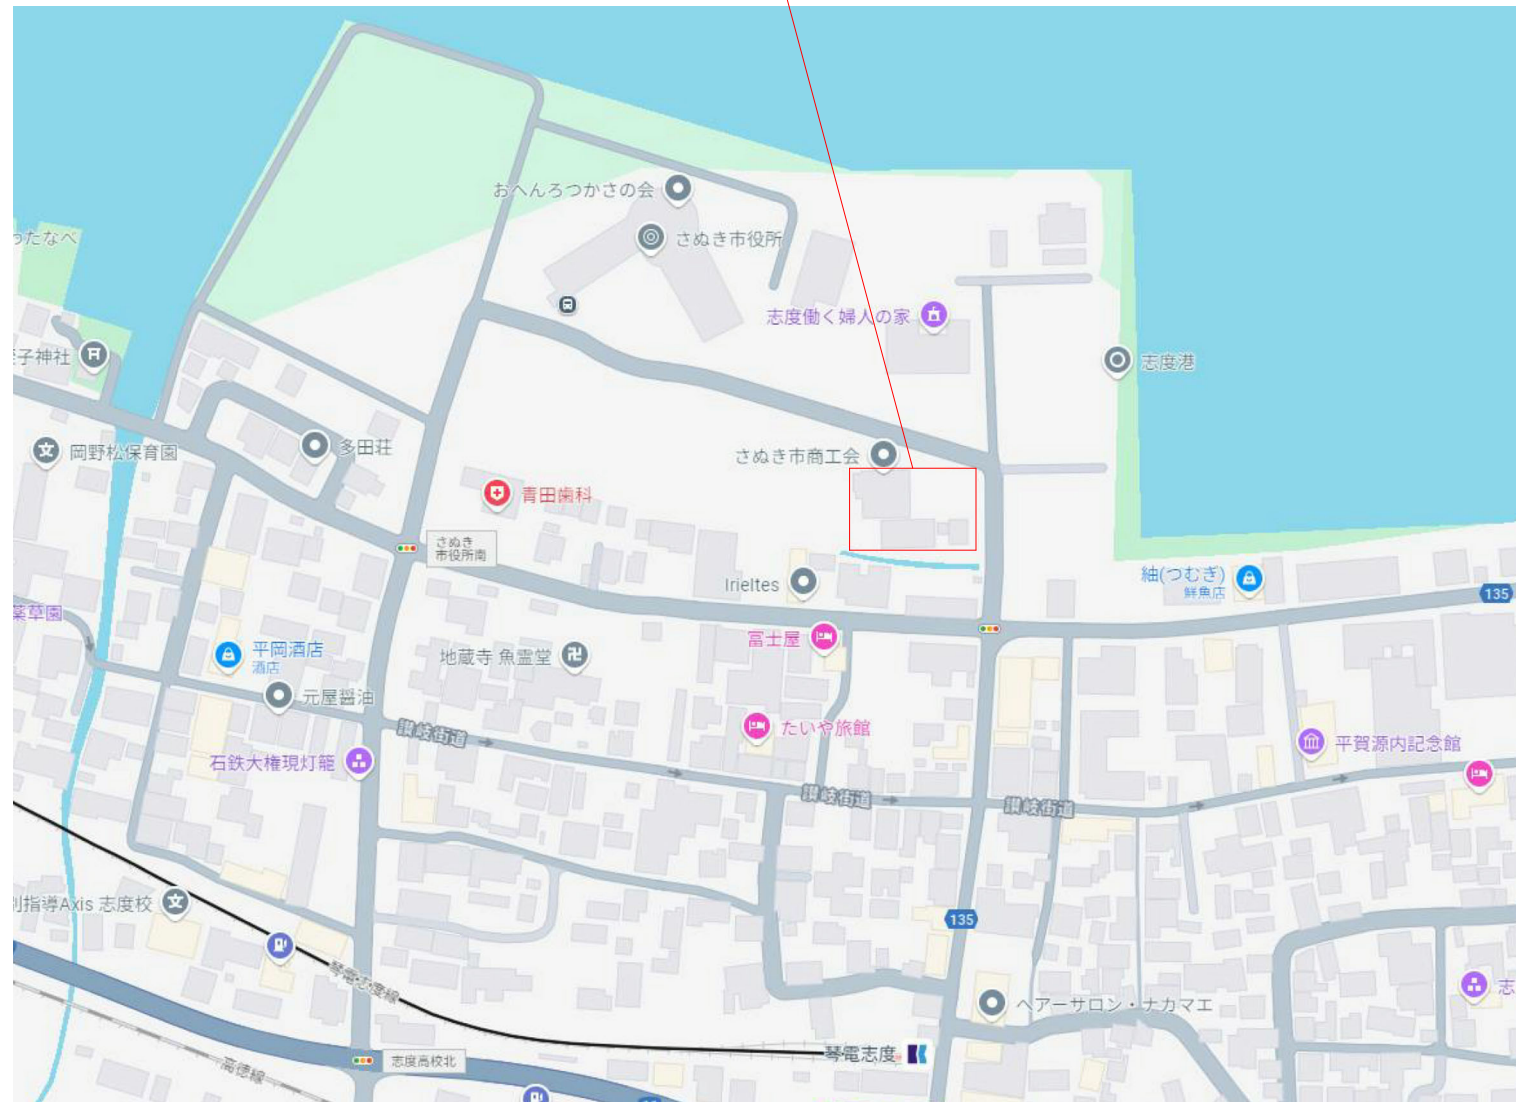 おへんろつかさの会
さぬき市役所
わたなべ
志度働く婦人の家
子神社
志度港
岡野松保育園
多田荘
さぬき市商工会
青田歯科
さぬき
市役所南
Irieltes
紬(つむぎ)
鮮魚店
135
薬草園
冨士屋
平岡酒店
酒店
地蔵寺 魚霊堂
元屋醤油
讃岐街道
たいや旅館
平賀源内記念館
石鉄大権現灯籠
讃岐街道
讃岐街道
別指導Axis 志度校
135
琴電志度線
志
ヘアーサロン・ナカマエ
琴電志度
志度高校北
高徳線